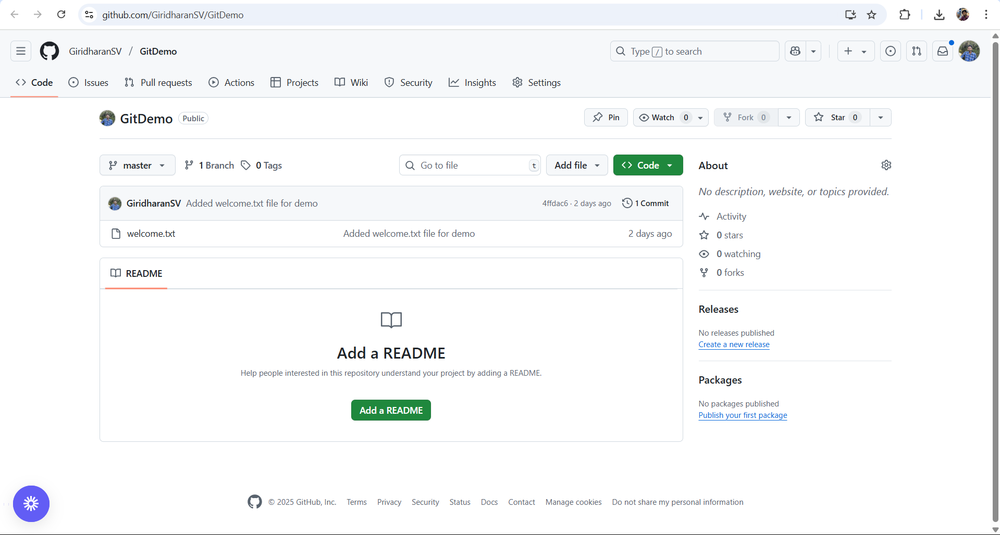 github.com/GiridharanSV/GitDemo
GiridharanSV / GitDemo
Type / to search
Code Issues Pull requests Actions Projects Wiki Security Insights Settings
GitDemo Public
Pin Watch 0 Fork 0 Star 0
master 1 Branch 0 Tags Go to file t Add file Code
GiridharanSV Added welcome.txt file for demo 4ffdac6 · 2 days ago 1 Commit
welcome.txt Added welcome.txt file for demo 2 days ago
README
Add a README
Help people interested in this repository understand your project by adding a README.
Add a README
About
No description, website, or topics provided.
Activity
0 stars
0 watching
0 forks
Releases
No releases published
Create a new release
Packages
No packages published
Publish your first package
© 2025 GitHub, Inc. Terms Privacy Security Status Docs Contact Manage cookies Do not share my personal information